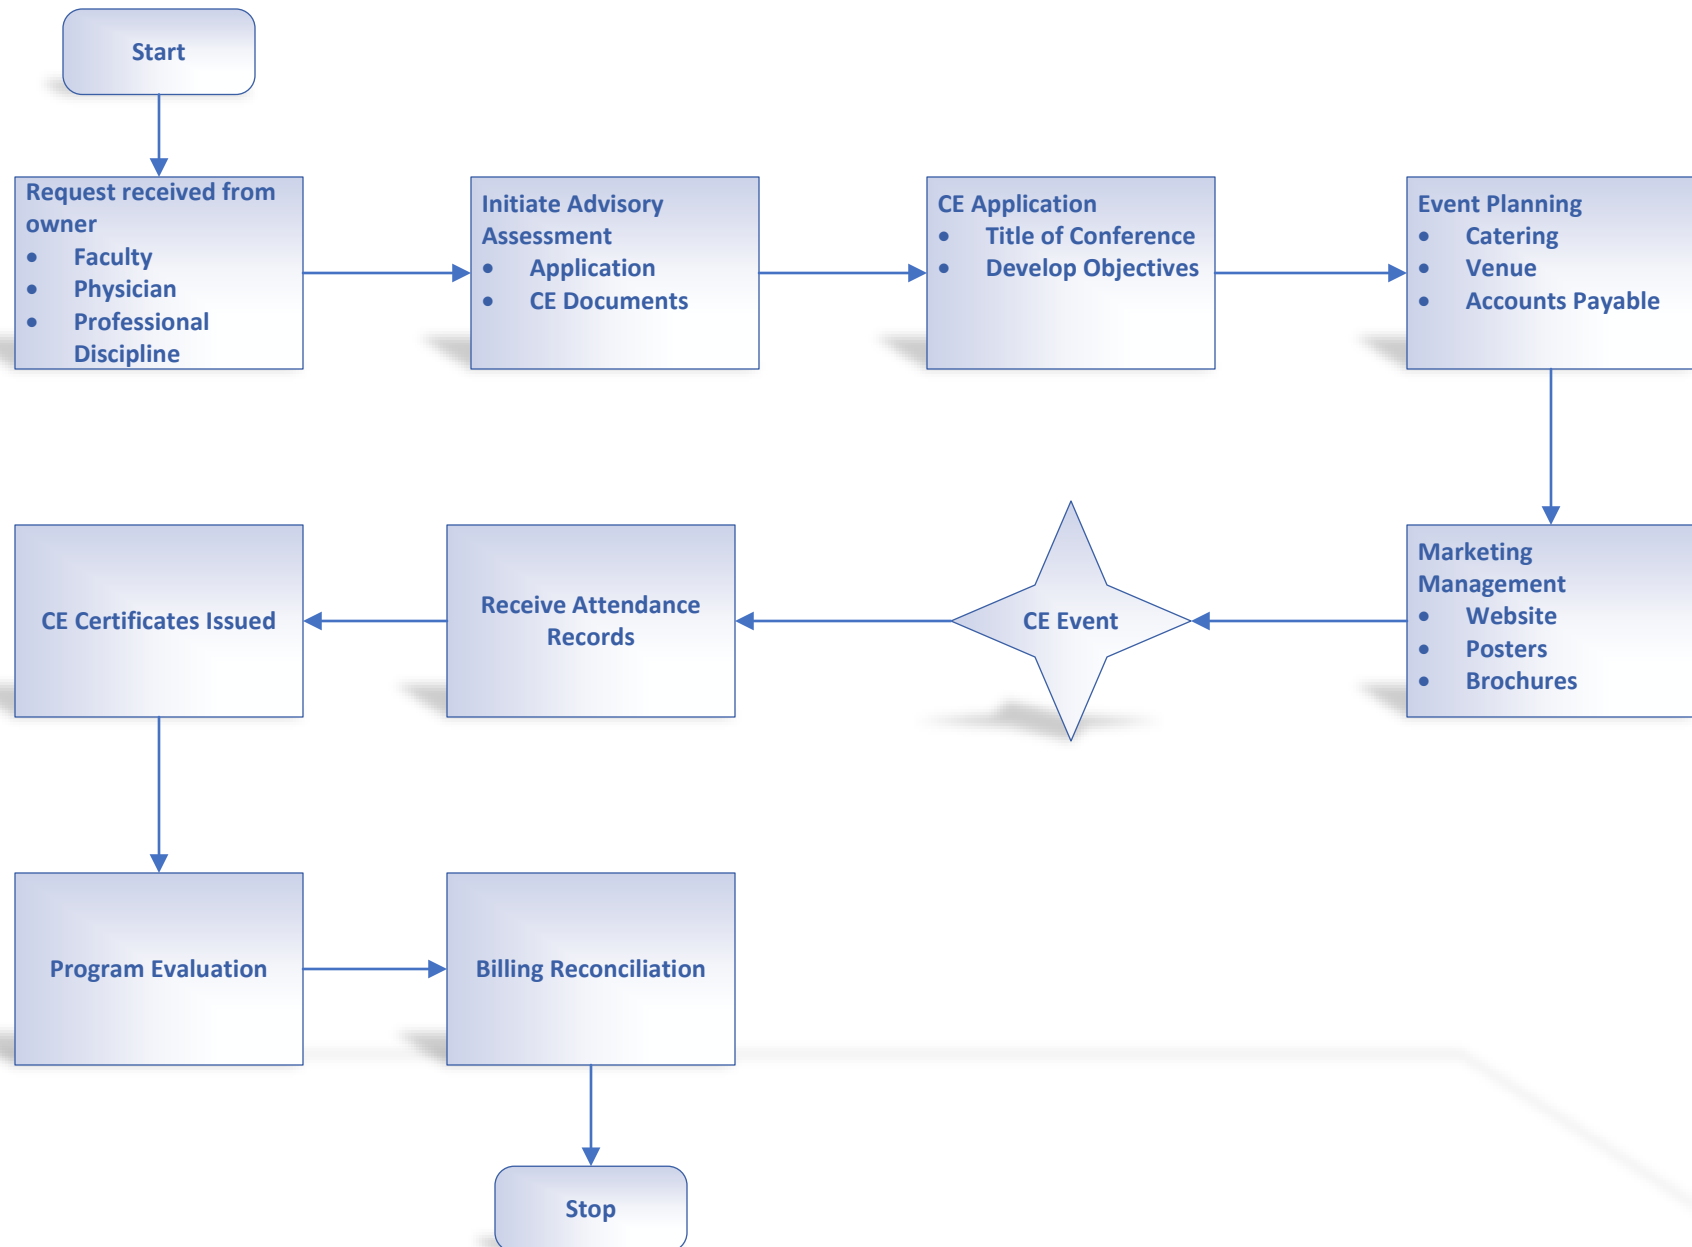 Start
Request received from
owner
• Faculty
• Physician
• Professional
Discipline
Initiate Advisory
Assessment
• Application
• CE Documents
CE Application
• Title of Conference
• Develop Objectives
Event Planning
• Catering
• Venue
• Accounts Payable
Marketing
Management
• Website
• Posters
• Brochures
CE Event
Receive Attendance
Records
CE Certificates Issued
Program Evaluation
Billing Reconciliation
Stop